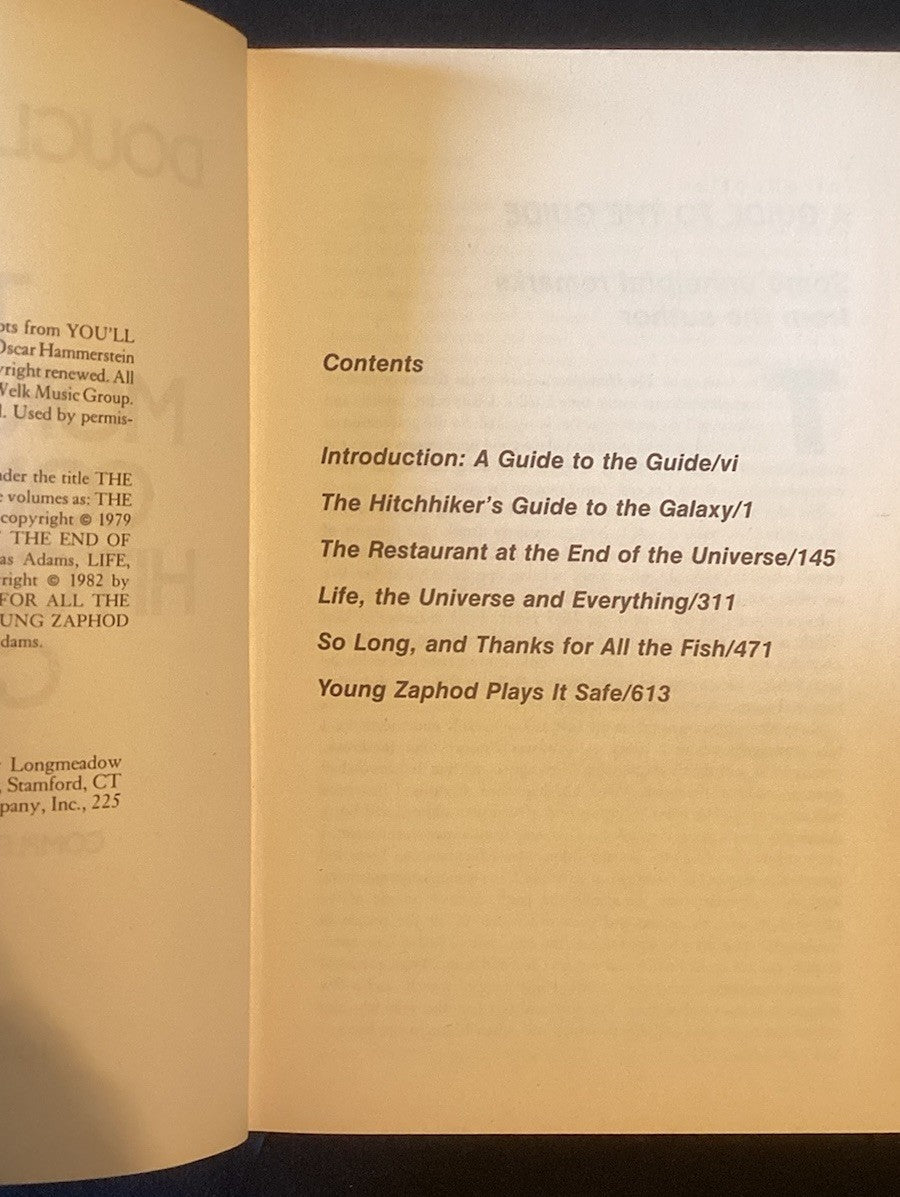 ots from YOU'LL
Oscar Hammerstein
right renewed. All
Welk Music Group.
Used by permis-
der the title THE
volumes as: THE
copyright © 1979
THE END OF
as Adams, LIFE,
right © 1982 by
FOR ALL THE
UNG ZAPHOD
dams.
Longmeadow
, Stamford, CT
pany, Inc., 225
Contents
Introduction: A Guide to the Guide/vi
The Hitchhiker's Guide to the Galaxy/1
The Restaurant at the End of the Universe/145
Life, the Universe and Everything/311
So Long, and Thanks for All the Fish/471
Young Zaphod Plays It Safe/613